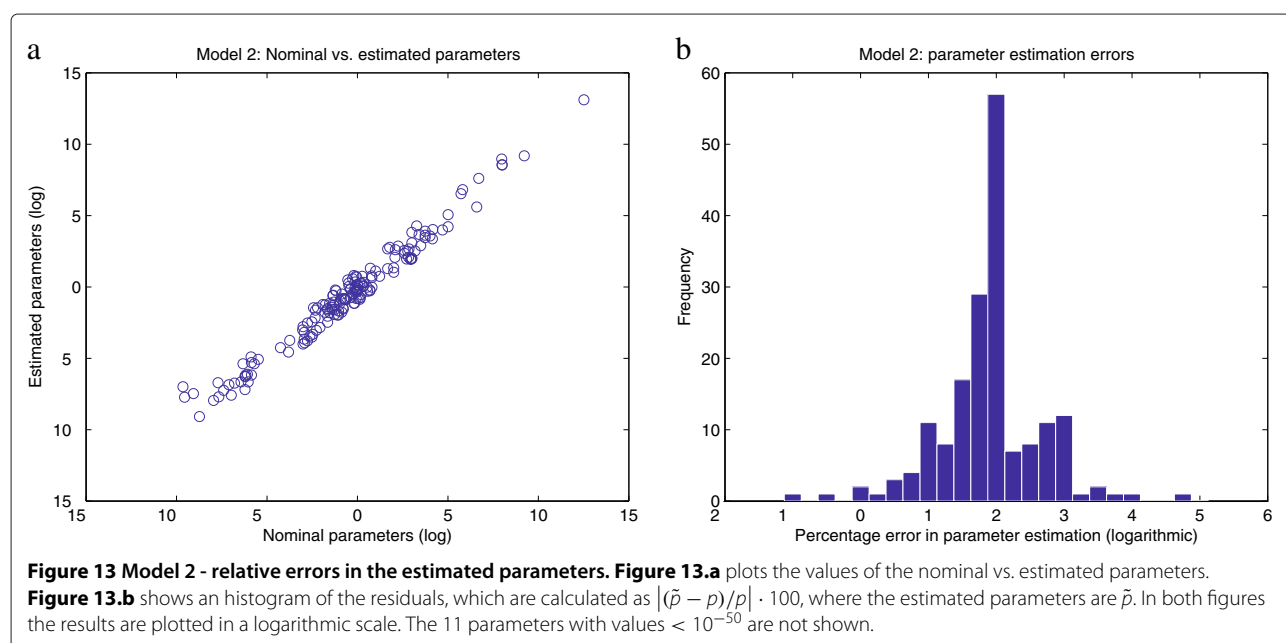 a
Model 2: Nominal vs. estimated parameters
15
10
5
0
5
10
15
15
10
5
0
5
10
15
Estimated parameters (log)
Nominal parameters (log)
b
Model 2: parameter estimation errors
60
50
40
30
20
10
0
2
1
0
1
2
3
4
5
6
Frequency
Percentage error in parameter estimation (logarithmic)
Figure 13 Model 2 - relative errors in the estimated parameters. Figure 13.a plots the values of the nominal vs. estimated parameters.
Figure 13.b shows an histogram of the residuals, which are calculated as |(p̃ − p)/p| · 100, where the estimated parameters are p̃. In both figures
the results are plotted in a logarithmic scale. The 11 parameters with values < 10⁻⁵⁰ are not shown.